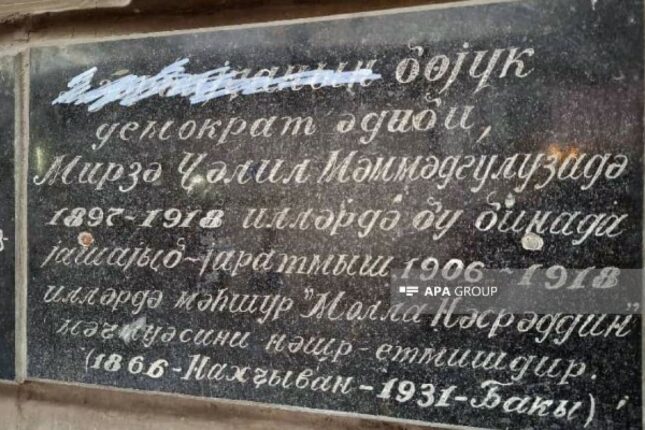 бөјүк
демократ әдиби,
Мирзә Ҹәлил Мәммәдгулузадә
1897-1918 илләрдә бу бинада
јашајыб-јаратмыш 1906-1918
илләрдә мәһшур "Молла Нәсрәддин"
мәҹмуәсини нәшр-етмишдир.
(1866-Нахҹыван-1931-Бакы)
APA GROUP